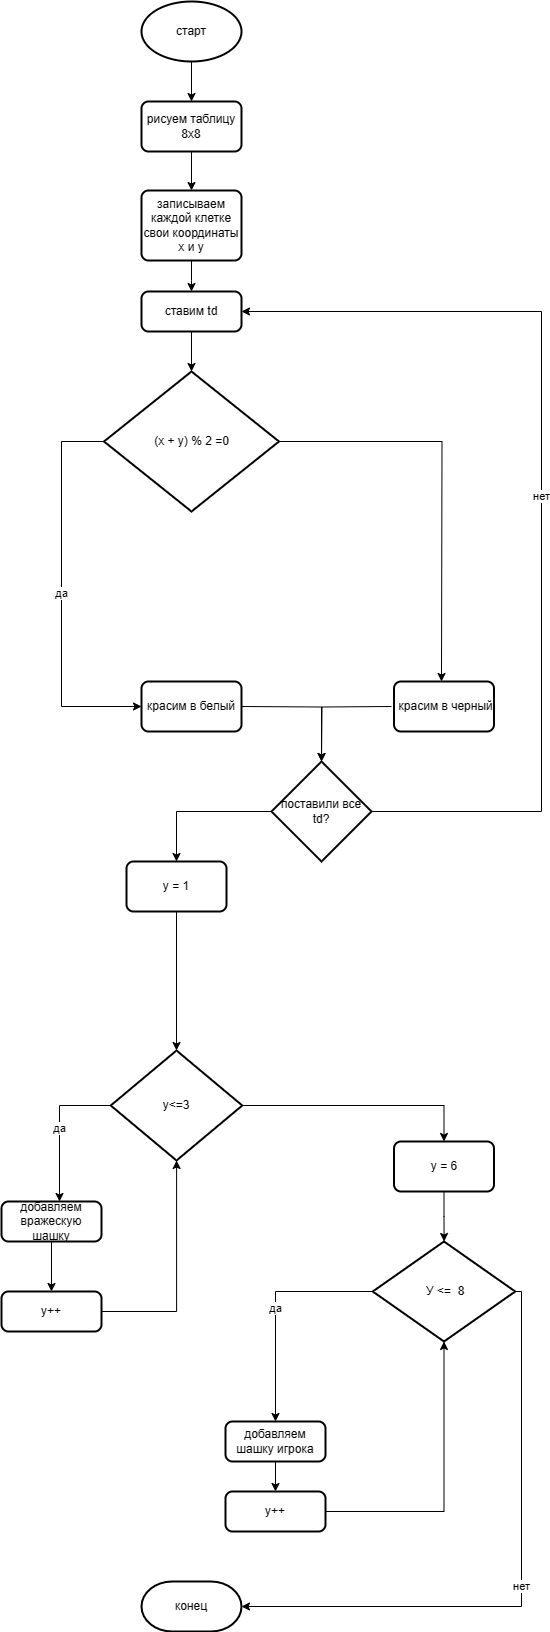 старт
рисуем таблицу
8x8
записываем
каждой клетке
свои координаты
x и y
ставим td
(x + y) % 2 =0
нет
да
красим в белый
красим в черный
поставили все
td?
y = 1
y<=3
да
y = 6
добавляем
вражескую
шашку
y++
У <= 8
да
добавляем
шашку игрока
y++
нет
конец